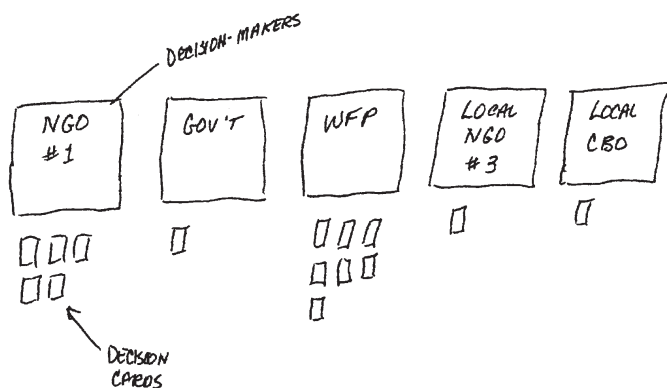 DECISION-MAKERS
NGO
#1
GOV'T
WFP
LOCAL
NGO
#3
LOCAL
CBO
DECISION
CARDS